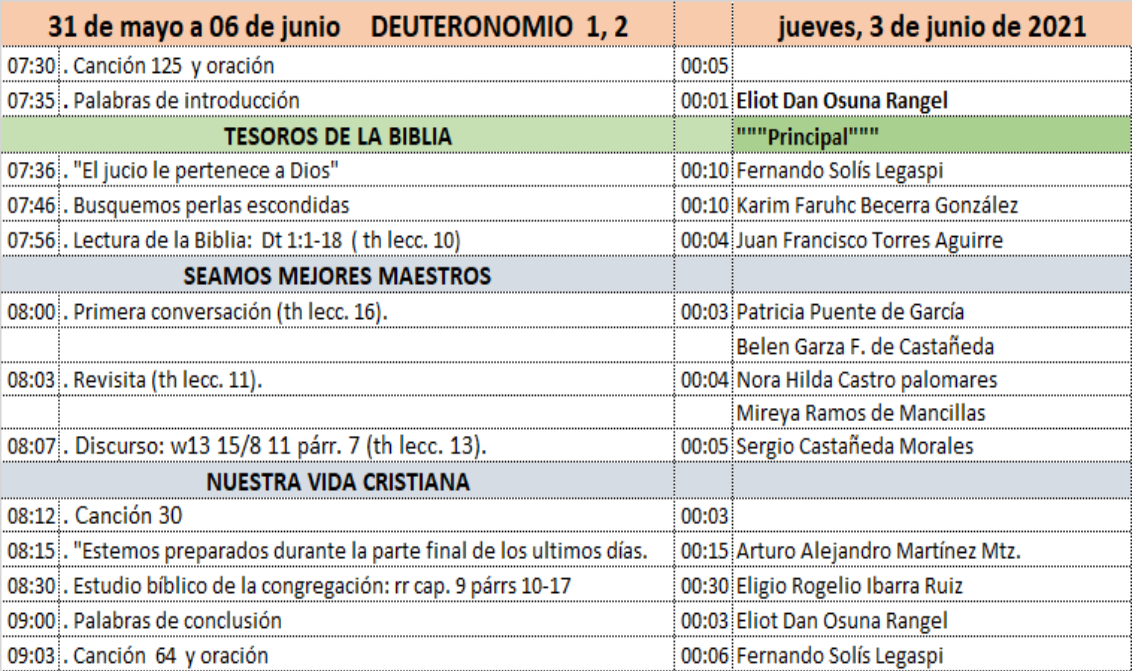 31 de mayo a 06 de junio DEUTERONOMIO 1, 2 jueves, 3 de junio de 2021
07:30 . Canción 125 y oración 00:05
07:35 . Palabras de introducción 00:01 Eliot Dan Osuna Rangel
TESOROS DE LA BIBLIA """Principal"""
07:36 . "El jucio le pertenece a Dios" 00:10 Fernando Solís Legaspi
07:46 . Busquemos perlas escondidas 00:10 Karim Faruhc Becerra González
07:56 . Lectura de la Biblia: Dt 1:1-18 ( th lecc. 10) 00:04 Juan Francisco Torres Aguirre
SEAMOS MEJORES MAESTROS
08:00 . Primera conversación (th lecc. 16). 00:03 Patricia Puente de García
Belen Garza F. de Castañeda
08:03 . Revisita (th lecc. 11). 00:04 Nora Hilda Castro palomares
Mireya Ramos de Mancillas
08:07 . Discurso: w13 15/8 11 párr. 7 (th lecc. 13). 00:05 Sergio Castañeda Morales
NUESTRA VIDA CRISTIANA
08:12 . Canción 30 00:03
08:15 . "Estemos preparados durante la parte final de los ultimos días. 00:15 Arturo Alejandro Martínez Mtz.
08:30 . Estudio bíblico de la congregación: rr cap. 9 párrs 10-17 00:30 Eligio Rogelio Ibarra Ruiz
09:00 . Palabras de conclusión 00:03 Eliot Dan Osuna Rangel
09:03 . Canción 64 y oración 00:06 Fernando Solís Legaspi